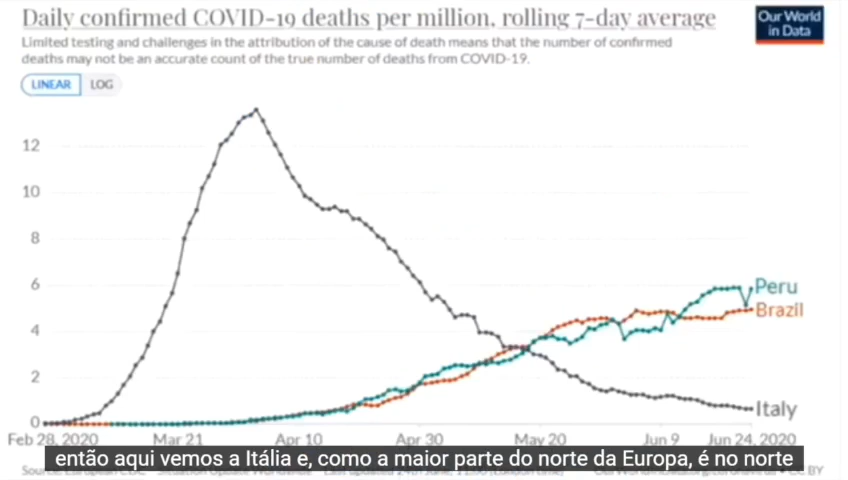 Daily confirmed COVID-19 deaths per million, rolling 7-day average
Our World
in Data
Limited testing and challenges in the attribution of the cause of death means that the number of confirmed
deaths may not be an accurate count of the true number of deaths from COVID-19.
LINEAR LOG
12
10
8
6
4
2
0
Peru
Brazil
Italy
Feb 28, 2020 Mar 21 Apr 10 Apr 30 May 20 Jun 9 Jun 24, 2020
então aqui vemos a Itália e, como a maior parte do norte da Europa, é no norte
CC BY